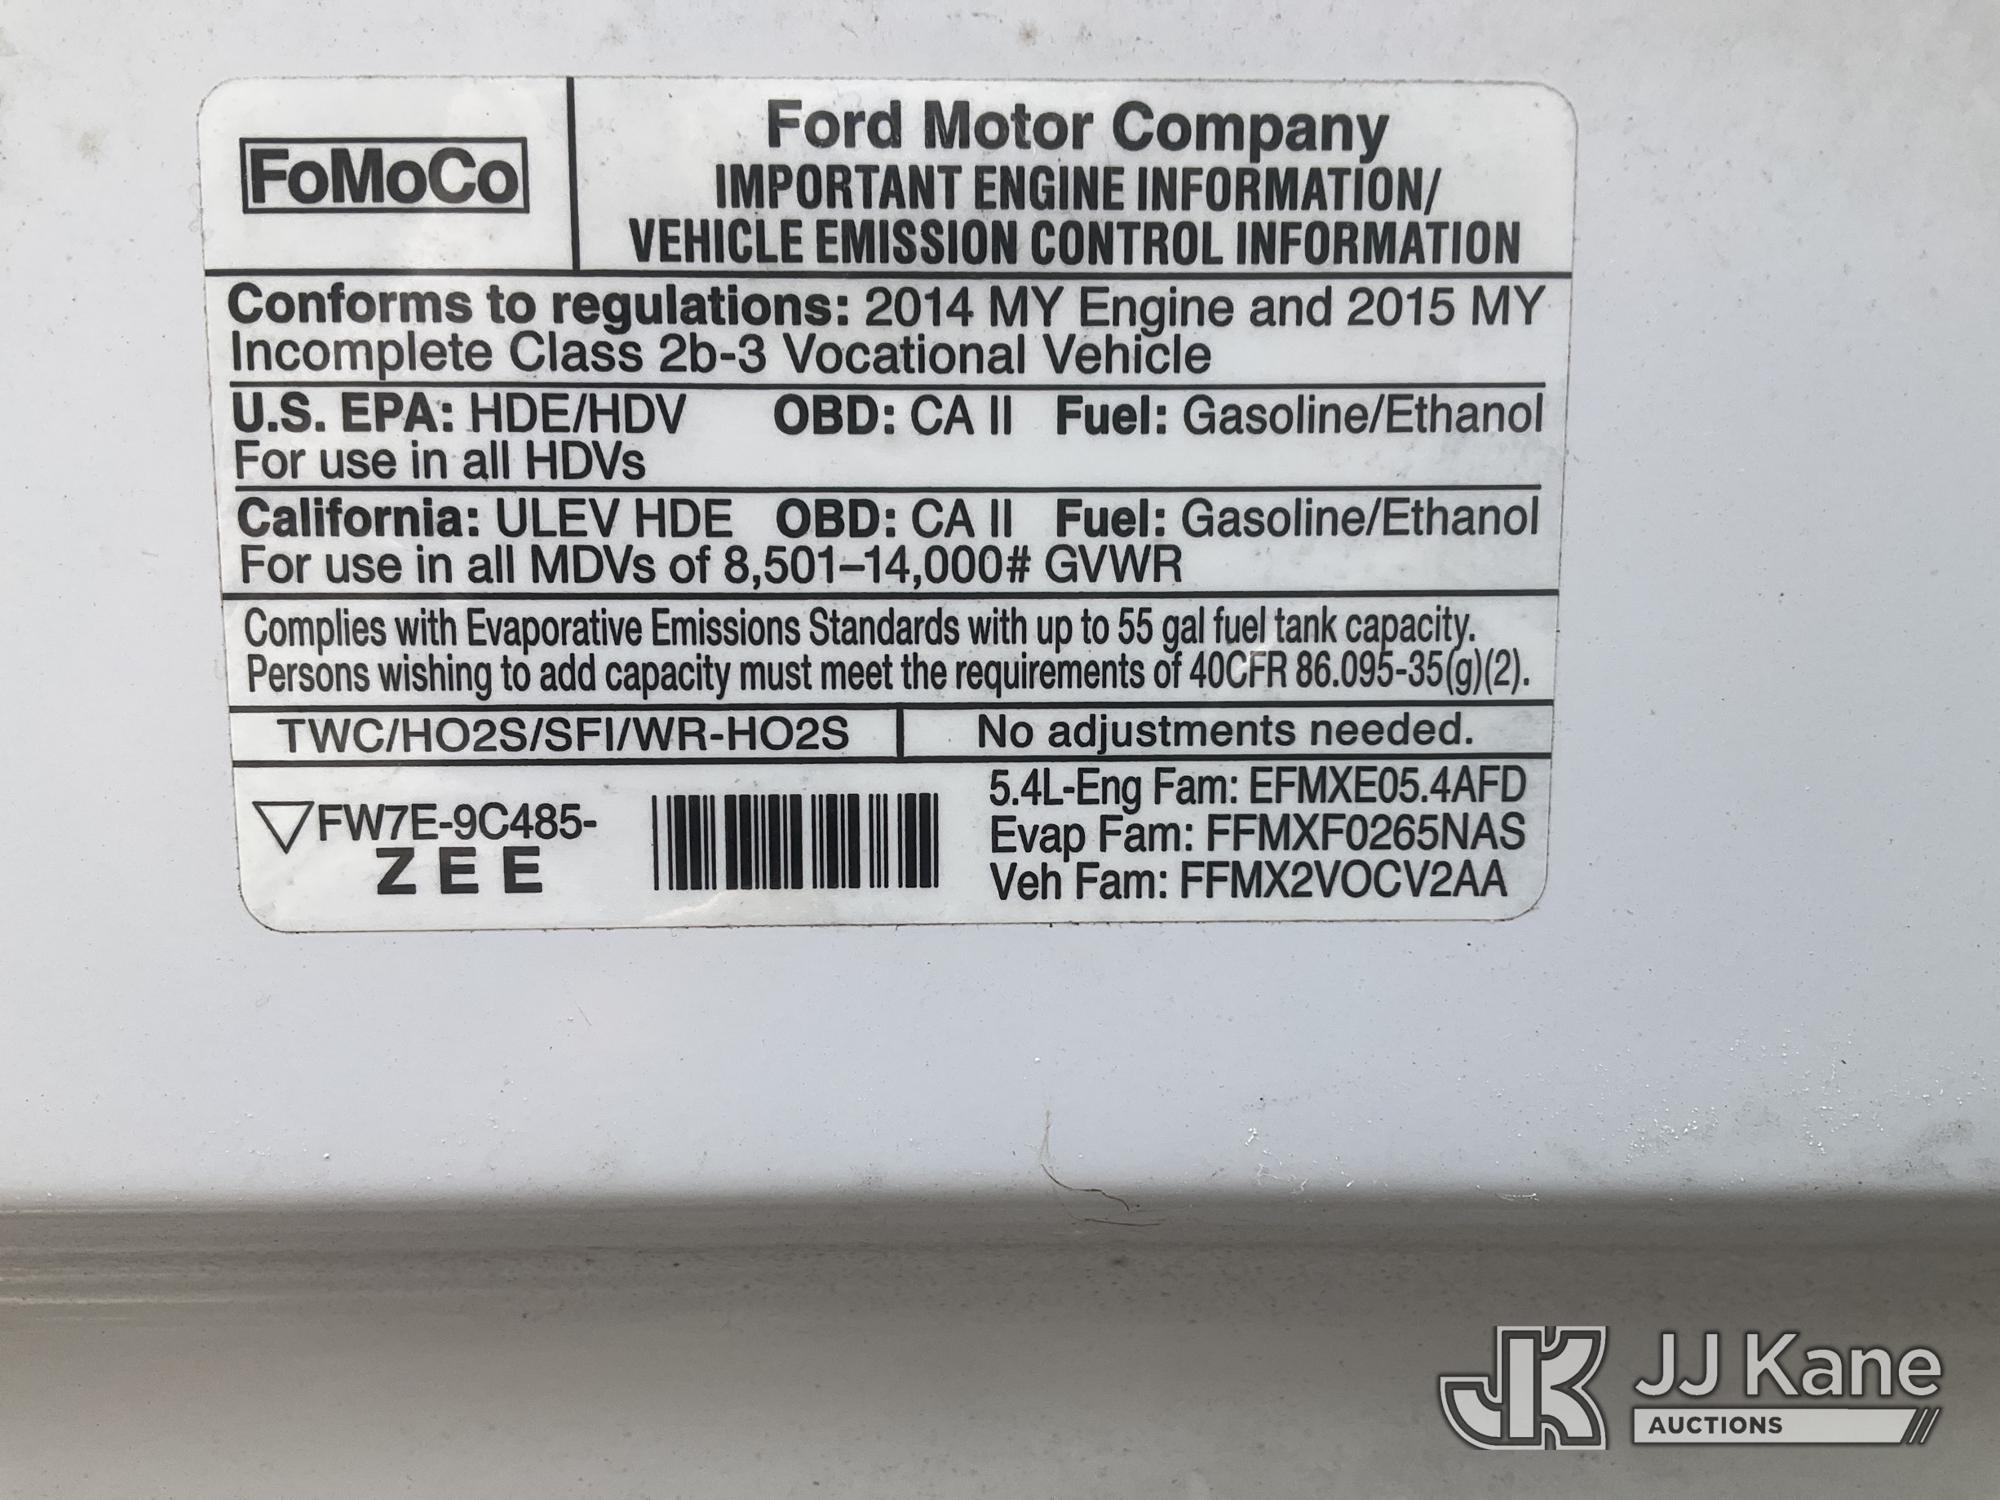 FoMoCo
Ford Motor Company
IMPORTANT ENGINE INFORMATION/
VEHICLE EMISSION CONTROL INFORMATION
Conforms to regulations: 2014 MY Engine and 2015 MY
Incomplete Class 2b-3 Vocational Vehicle
U.S. EPA: HDE/HDV OBD: CA II Fuel: Gasoline/Ethanol
For use in all HDVs
California: ULEV HDE OBD: CA II Fuel: Gasoline/Ethanol
For use in all MDVs of 8,501–14,000# GVWR
Complies with Evaporative Emissions Standards with up to 55 gal fuel tank capacity.
Persons wishing to add capacity must meet the requirements of 40CFR 86.095-35(g)(2).
TWC/HO2S/SFI/WR-HO2S No adjustments needed.
FW7E-9C485-
ZEE
5.4L-Eng Fam: EFMXE05.4AFD
Evap Fam: FFMXF0265NAS
Veh Fam: FFMX2VOCV2AA
JK JJ Kane
AUCTIONS